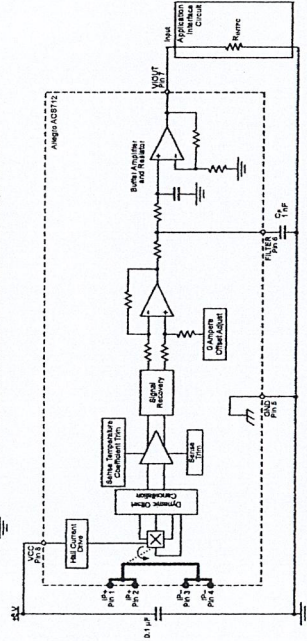 +5 V
VCC
Pin 8
Hall Current
Drive
IP+
Pin 1
IP+
Pin 2
IP−
Pin 3
IP−
Pin 4
0.1 µF
Dynamic Offset
Cancellation
Sense Temperature
Coefficient Trim
Sense
Trim
Signal
Recovery
0 Ampere
Offset Adjust
Allegro ACS712
Buffer Amplifier
and Resistor
VIOUT
Pin 7
Input
Application
Interface
Circuit
RINTFC
GND
Pin 5
FILTER
Pin 6
CF
1 nF